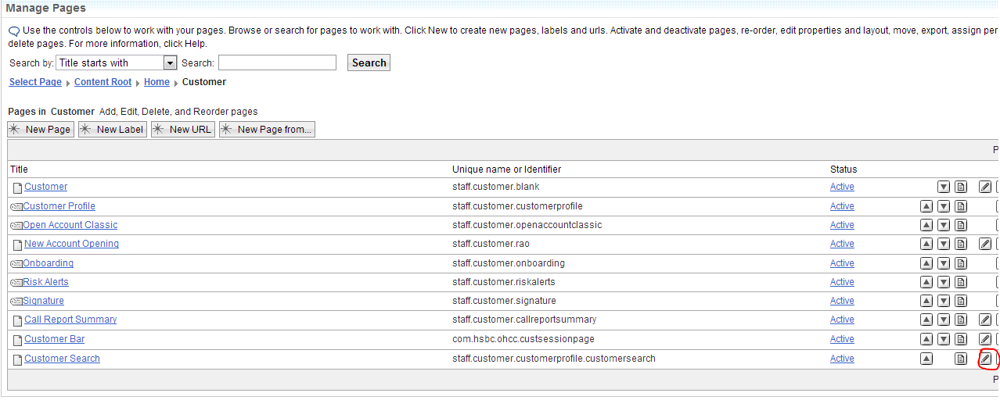 Manage Pages
Use the controls below to work with your pages. Browse or search for pages to work with. Click New to create new pages, labels and urls. Activate and deactivate pages, re-order, edit properties and layout, move, export, assign per
delete pages. For more information, click Help.
Search by: Title starts with Search: Search
Select Page Content Root Home Customer
Pages in Customer Add, Edit, Delete, and Reorder pages
New Page New Label New URL New Page from...
P
Title Unique name or Identifier Status
Customer staff.customer.blank Active
Customer Profile staff.customer.customerprofile Active
Open Account Classic staff.customer.openaccountclassic Active
New Account Opening staff.customer.rao Active
Onboarding staff.customer.onboarding Active
Risk Alerts staff.customer.riskalerts Active
Signature staff.customer.signature Active
Call Report Summary staff.customer.callreportsummary Active
Customer Bar com.hsbc.ohcc.custsessionpage Active
Customer Search staff.customer.customerprofile.customersearch Active
P